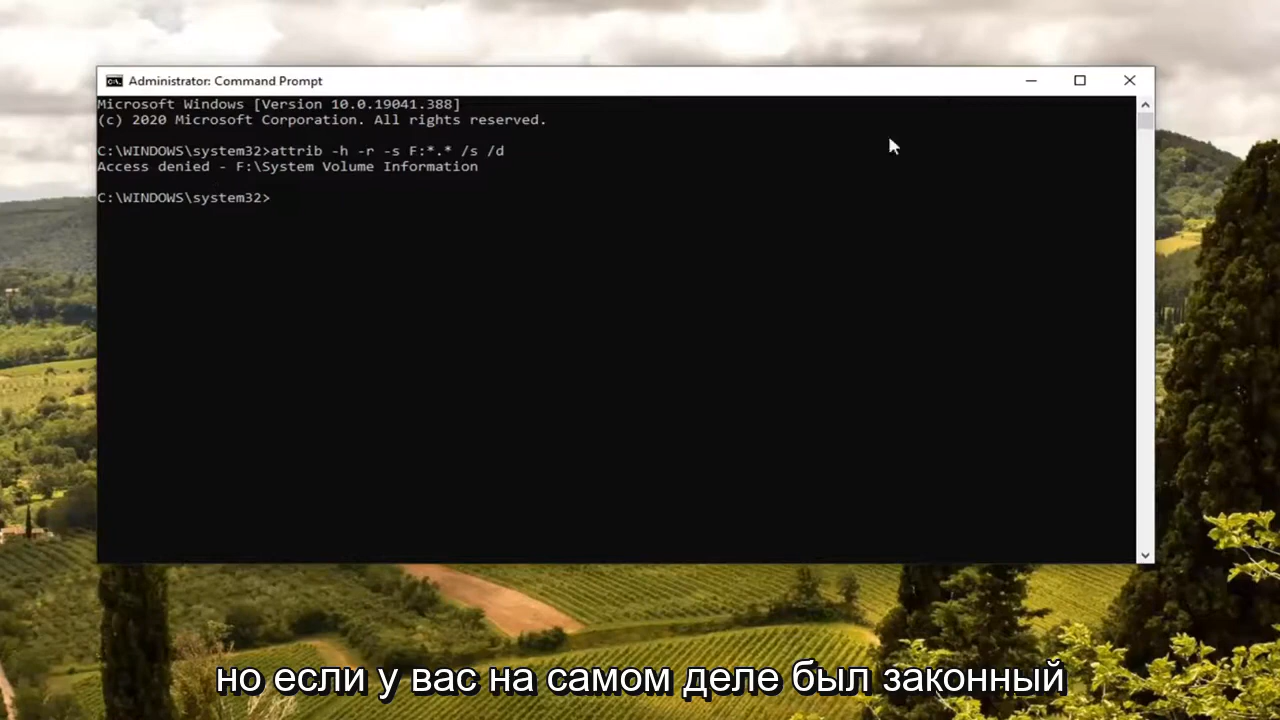 Administrator: Command Prompt
Microsoft Windows [Version 10.0.19041.388]
(c) 2020 Microsoft Corporation. All rights reserved.
C:\WINDOWS\system32>attrib -h -r -s F:*.* /s /d
Access denied - F:\System Volume Information
C:\WINDOWS\system32>
но если у вас на самом деле был законный